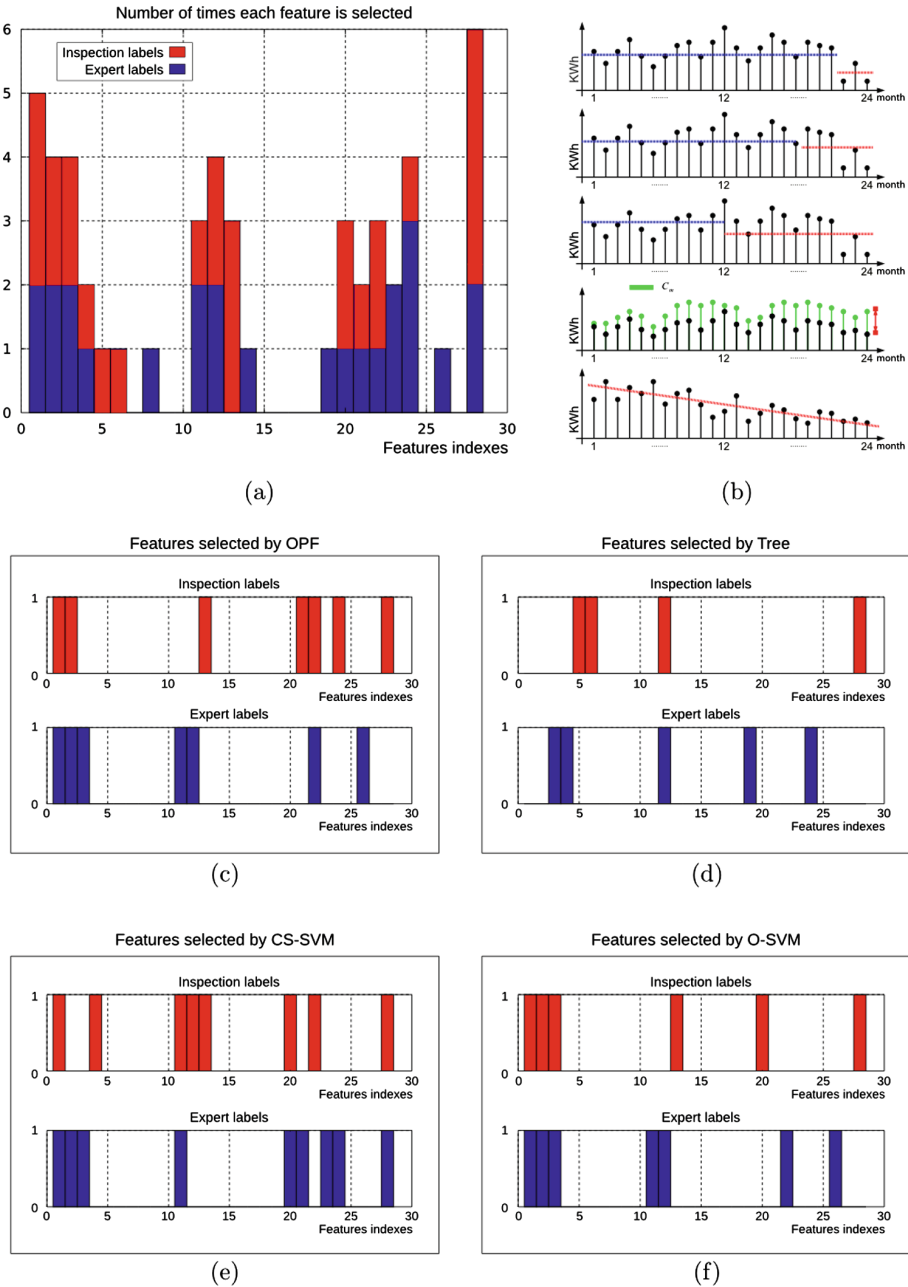 Number of times each feature is selected
6
5
4
3
2
1
0
Inspection labels
Expert labels
0 5 10 15 20 25 30
Features indexes
(a)
KWh
1 ........ 12 ........ 24 month
KWh
1 ........ 12 ........ 24 month
KWh
1 ........ 12 ........ 24 month
Cm
KWh
1 ........ 12 ........ 24 month
KWh
1 ........ 12 ........ 24 month
(b)
Features selected by OPF
Inspection labels
1
0
0 5 10 15 20 25 30
Features indexes
Expert labels
1
0
0 5 10 15 20 25 30
Features indexes
(c)
Features selected by Tree
Inspection labels
1
0
0 5 10 15 20 25 30
Features indexes
Expert labels
1
0
0 5 10 15 20 25 30
Features indexes
(d)
Features selected by CS-SVM
Inspection labels
1
0
0 5 10 15 20 25 30
Features indexes
Expert labels
1
0
0 5 10 15 20 25 30
Features indexes
(e)
Features selected by O-SVM
Inspection labels
1
0
0 5 10 15 20 25 30
Features indexes
Expert labels
1
0
0 5 10 15 20 25 30
Features indexes
(f)